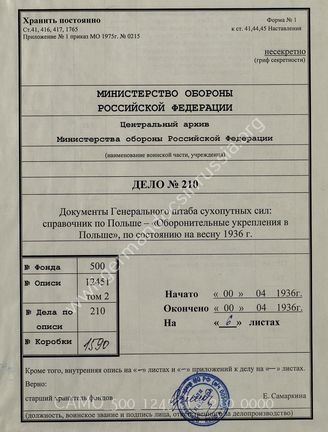 Хранить постоянно
Форма № 1
Ст.41, 416, 417, 1765
к ст. 41,44,45 Наставления
Приложение № 1 приказ МО 1975г. № 0215
несекретно
(гриф секретности)
МИНИСТЕРСТВО ОБОРОНЫ
РОССИЙСКОЙ ФЕДЕРАЦИИ
Центральный архив
Министерства обороны Российской Федерации
(наименование воинской части, учреждения)
ДЕЛО № 210
Документы Генерального штаба сухопутных сил:
справочник по Польше – «Оборонительные укрепления в
Польше», по состоянию на весну 1936 г.
№ Фонда 500
№ Описи 12451
том 2
№ Дела по описи 210
№ Коробки 1590
Начато « 00 » 04 1936г.
Окончено « 00 » 04 1936г.
На « 6 » листах
Кроме того, внутренняя опись на «–» листах и «–» приложений к делу на «–» листах.
Верно:
старший хранитель фондов
Е. Самаркина
(должность, воинское звание и подпись лица, ответственного за делопроизводство)